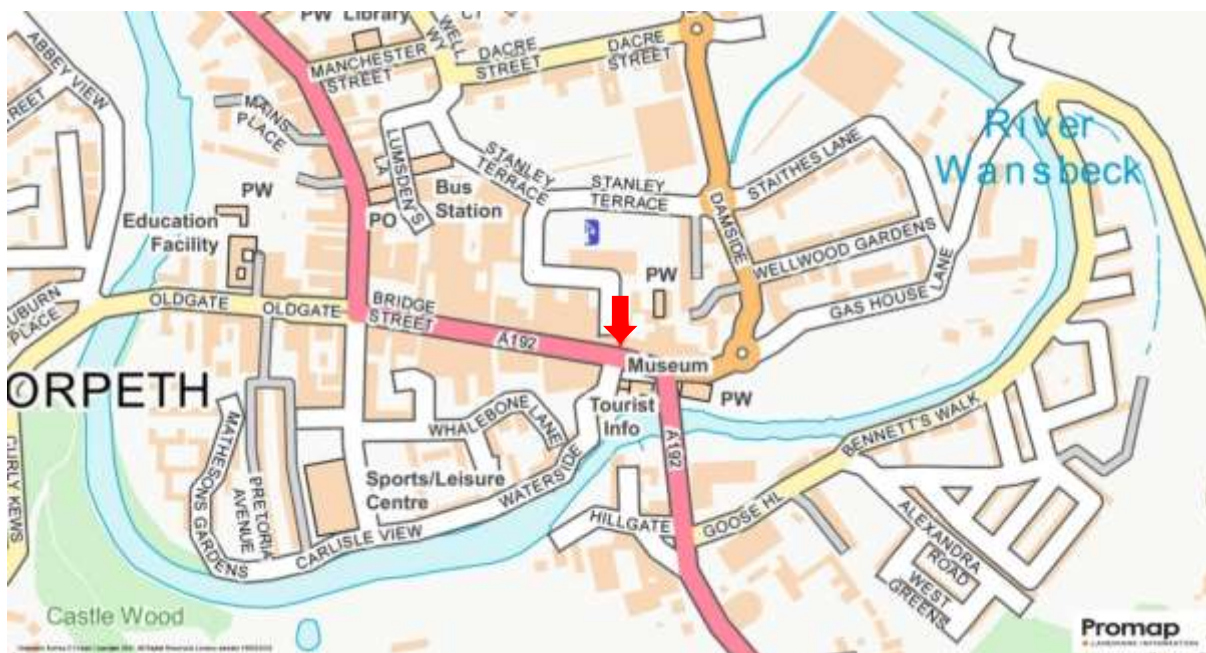 PW Library
CT
WELL
WY
DACRE
STREET
DACRE
STREET
ABBEY VIEW
STREET
MANCHESTER
STREET
MAINS
PLACE
LUMSDEN'S
LA
STANLEY
TERRACE
STANLEY
TERRACE
STAITHES LANE
River
Wansbeck
PW
Bus
Station
PO
Education
Facility
DAMSIDE
WELLWOOD GARDENS
GAS HOUSE LANE
PW
OLDGATE
OLDGATE
BRIDGE
STREET
A192
AUBURN
PLACE
Museum
ORPETH
Tourist
Info
PW
A192
WHALEBONE
LANE
BENNETT'S WALK
MATHESONS GARDENS
PRETORIA
AVENUE
Sports/Leisure
Centre
WATERSIDE
CARLISLE VIEW
HILLGATE
GOOSE HL
CURLY KEWS
ALEXANDRA
ROAD
WEST
GREENS
Castle Wood
Promap
LANDMARK INFORMATION